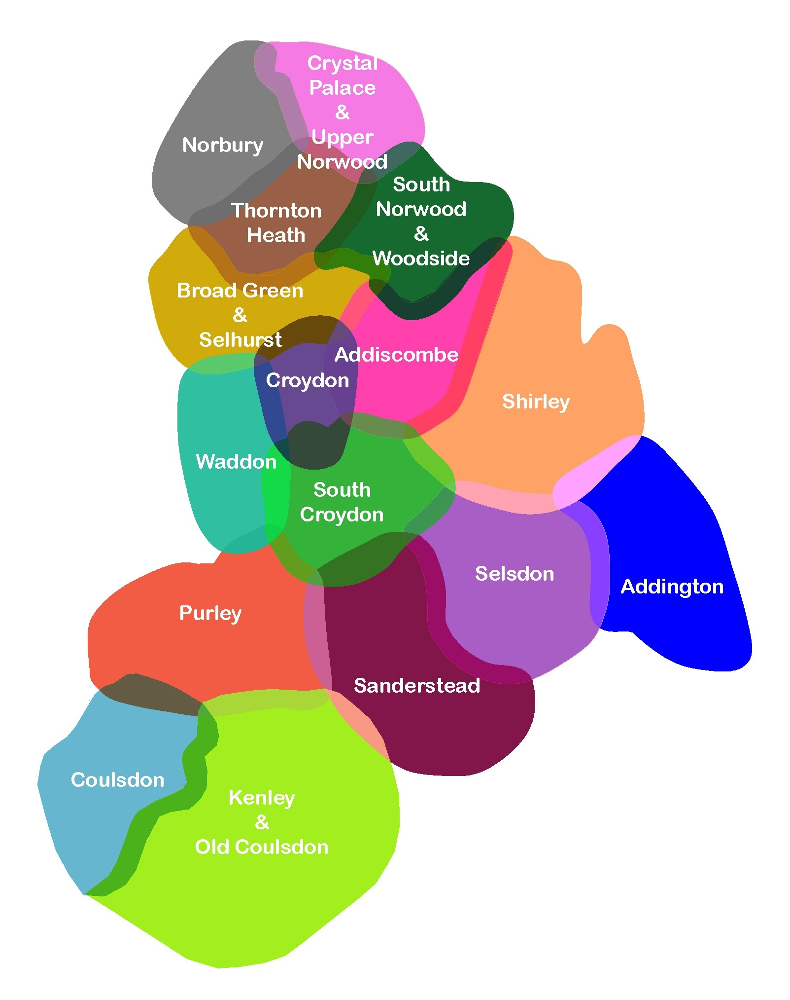 Crystal
Palace
&
Upper
Norwood
Norbury
South
Norwood
&
Woodside
Thornton
Heath
Broad Green
&
Selhurst
Addiscombe
Croydon
Shirley
Waddon
South
Croydon
Selsdon
Addington
Purley
Sanderstead
Coulsdon
Kenley
&
Old Coulsdon